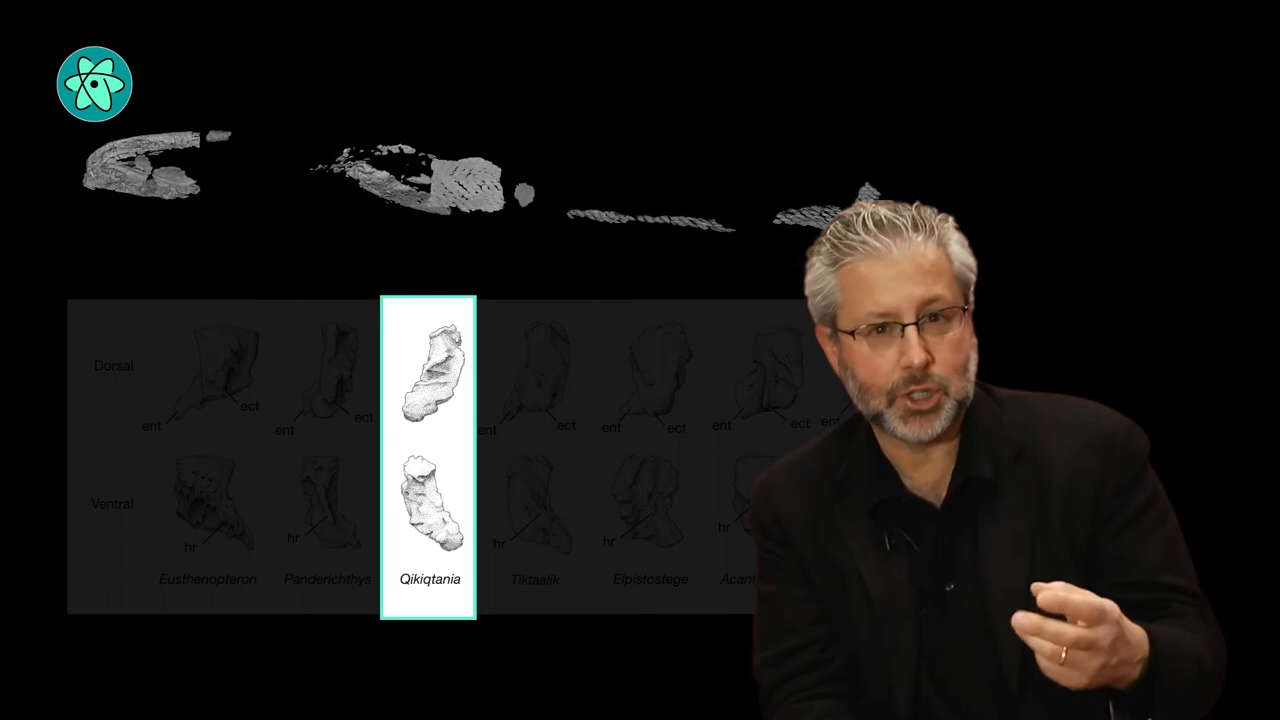 Dorsal
ent ect ent ect ent ect ent ect ent ect ent
Ventral
hr hr hr hr hr
Eusthenopteron Panderichthys Qikiqtania Tiktaalik Elpistostege Acant